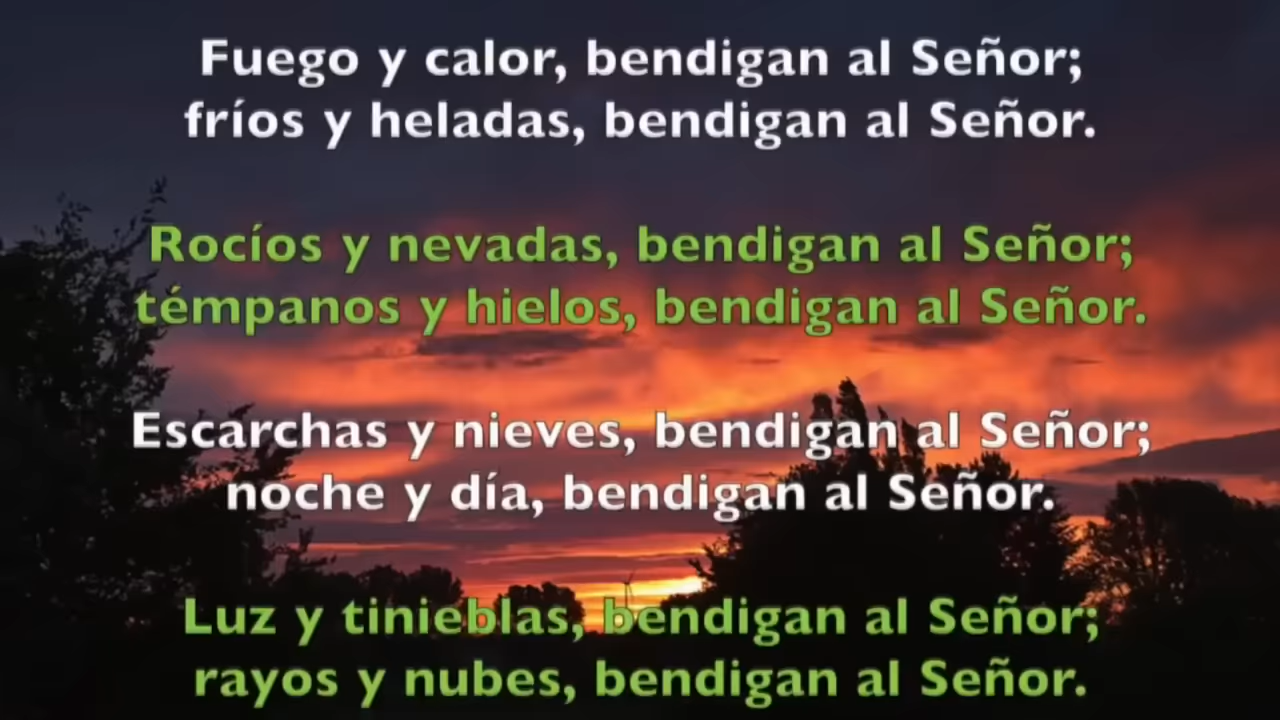 Fuego y calor, bendigan al Señor;
fríos y heladas, bendigan al Señor.
Rocíos y nevadas, bendigan al Señor;
témpanos y hielos, bendigan al Señor.
Escarchas y nieves, bendigan al Señor;
noche y día, bendigan al Señor.
Luz y tinieblas, bendigan al Señor;
rayos y nubes, bendigan al Señor.